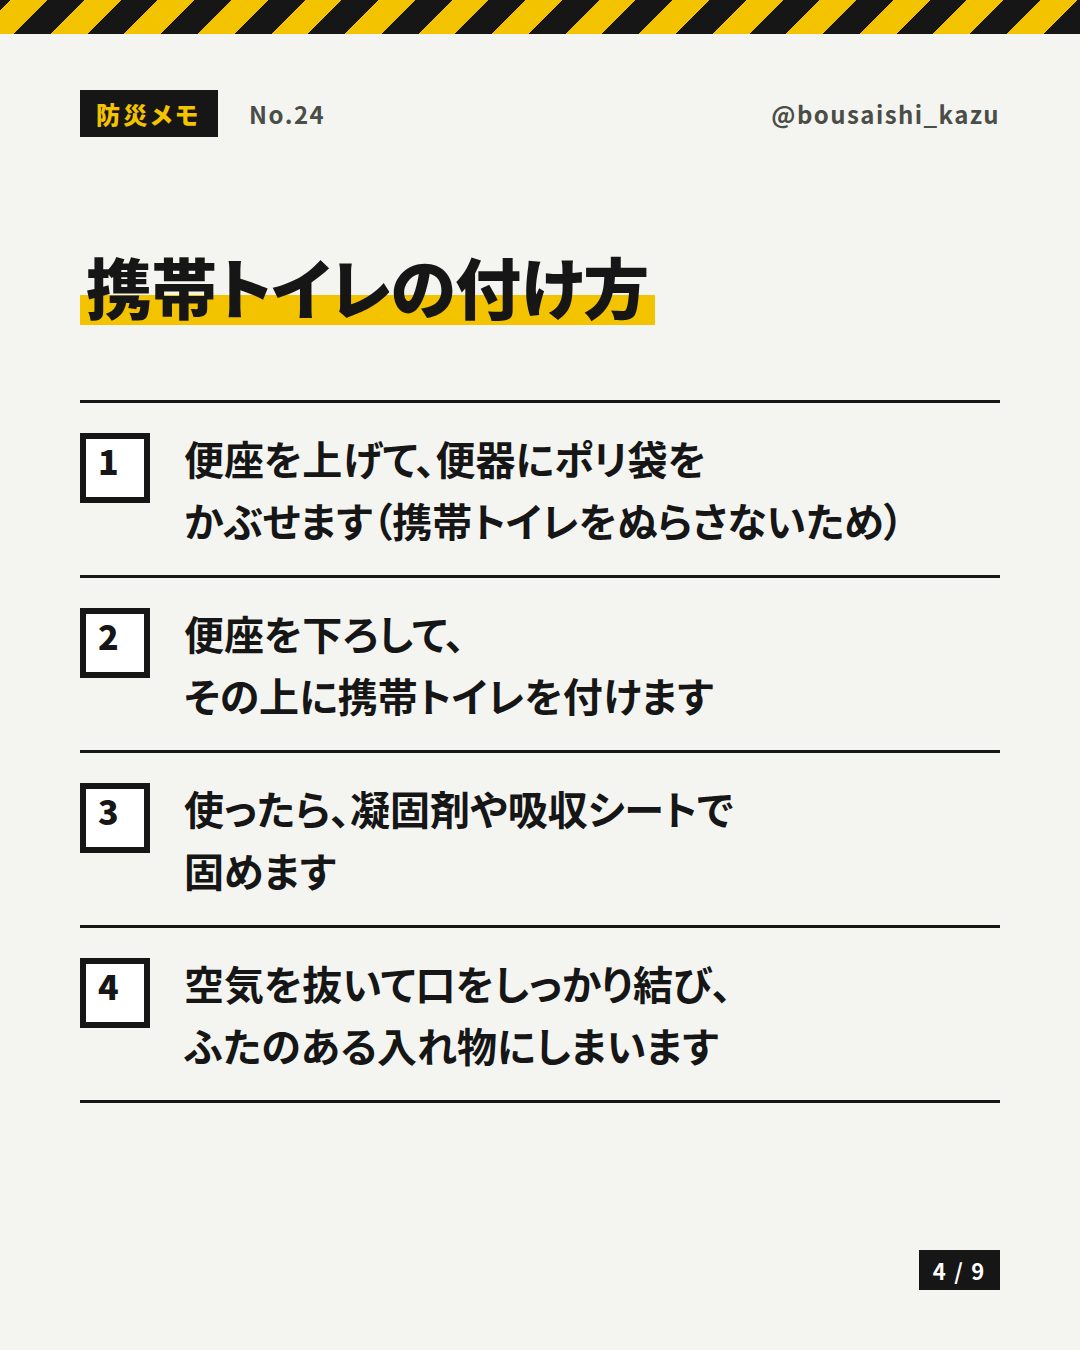 防災メモ No.24 @bousaishi_kazu
携帯トイレの付け方
1 便座を上げて、便器にポリ袋を
かぶせます（携帯トイレをぬらさないため）
2 便座を下ろして、
その上に携帯トイレを付けます
3 使ったら、凝固剤や吸収シートで
固めます
4 空気を抜いて口をしっかり結び、
ふたのある入れ物にしまいます
4 / 9